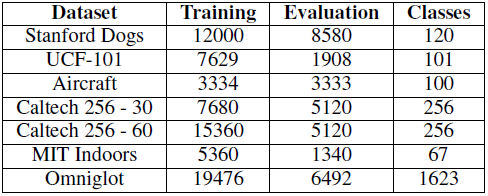 Dataset Training Evaluation Classes
Stanford Dogs 12000 8580 120
UCF-101 7629 1908 101
Aircraft 3334 3333 100
Caltech 256 - 30 7680 5120 256
Caltech 256 - 60 15360 5120 256
MIT Indoors 5360 1340 67
Omniglot 19476 6492 1623